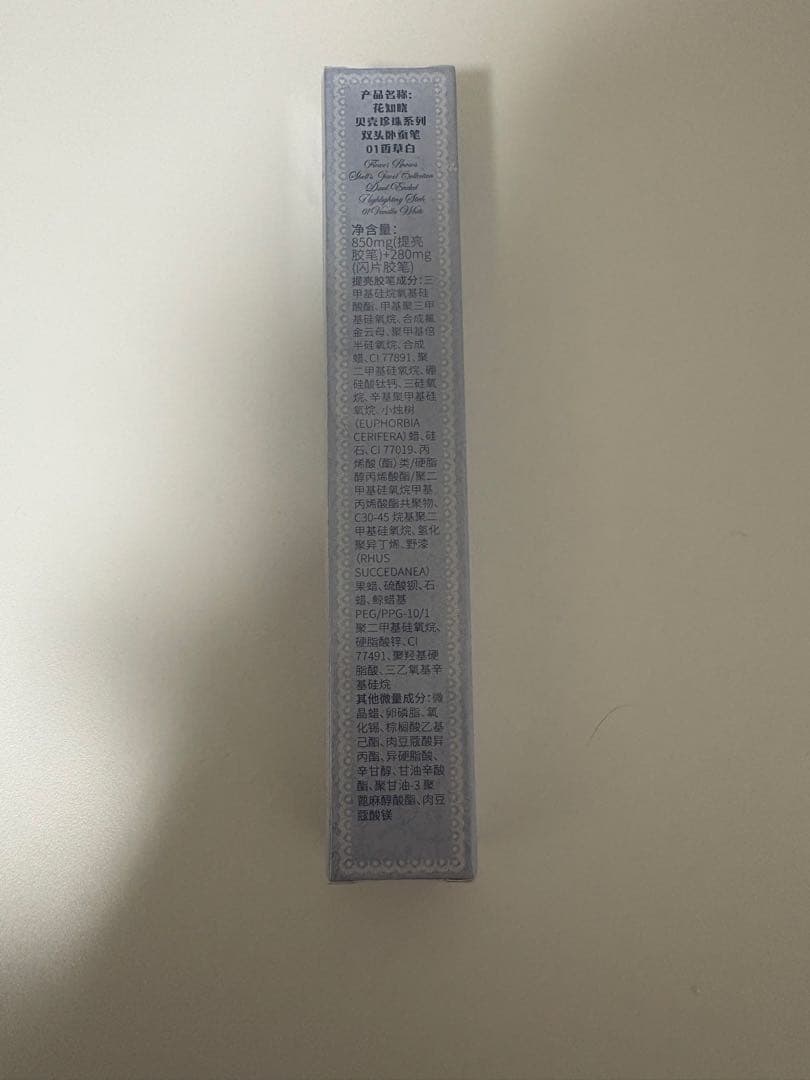 产品名称：
花知晓
贝壳珍珠系列
双头卧蚕笔
01香草白
Flower Knows
Shell's Jewel Collection
Dual Ended
Highlighting Stick
01 Vanilla White
净含量：
850mg(提亮
胶笔)+280mg
(闪片胶笔)
提亮胶笔成分：三
甲基硅烷氧基硅
酸酯、甲基聚三甲
基硅氧烷、合成氟
金云母、聚甲基倍
半硅氧烷、合成
蜡、CI 77891、聚
二甲基硅氧烷、硼
硅酸钛钙、三硅氧
烷、辛基聚甲基硅
氧烷、小烛树
(EUPHORBIA
CERIFERA)蜡、硅
石、CI 77019、丙
烯酸(酯)类/硬脂
醇丙烯酸酯/聚二
甲基硅氧烷甲基
丙烯酸酯共聚物、
C30-45 烷基聚二
甲基硅氧烷、氢化
聚异丁烯、野漆
(RHUS
SUCCEDANEA)
果蜡、硫酸钡、石
蜡、鲸蜡基
PEG/PPG-10/1
聚二甲基硅氧烷、
硬脂酸锌、CI
77491、聚羟基硬
脂酸、三乙氧基辛
基硅烷
其他微量成分：微
晶蜡、卵磷脂、氧
化锡、棕榈酸乙基
己酯、肉豆蔻酸异
丙酯、异硬脂酸、
辛甘醇、甘油辛酸
酯、聚甘油-3 聚
蓖麻醇酸酯、肉豆
蔻酸镁